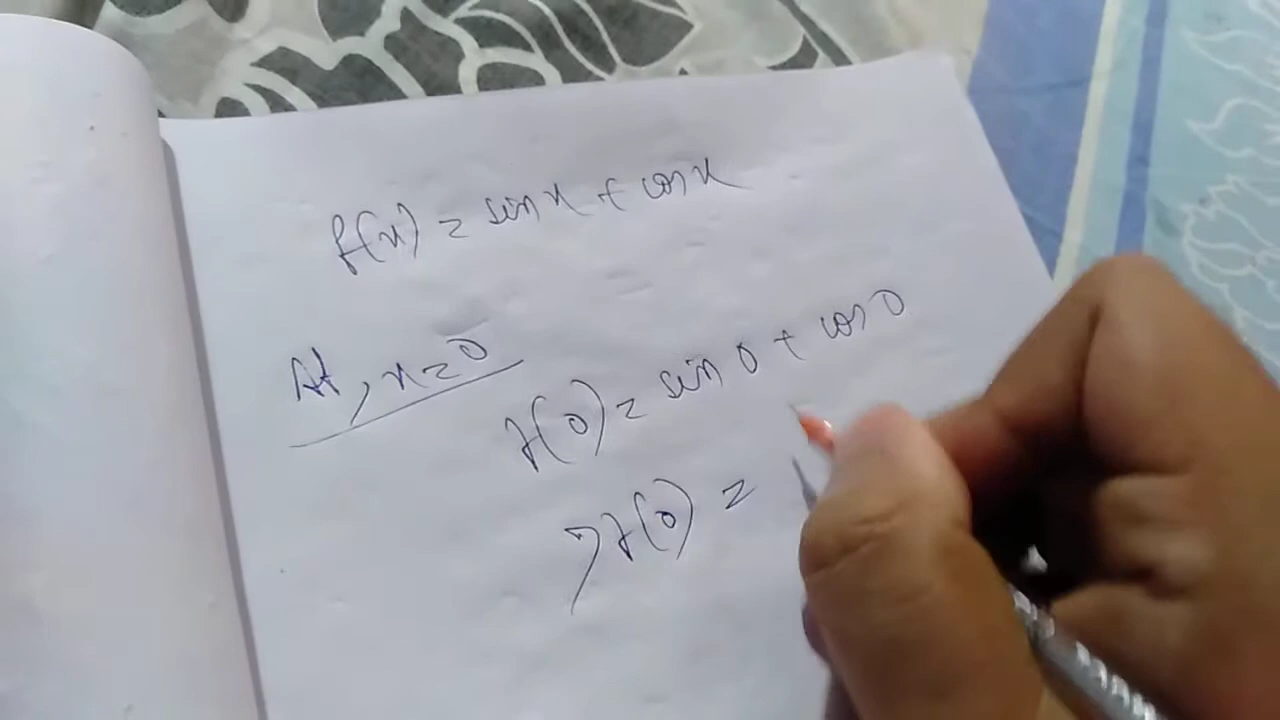 f(x) = sin x + cos x
At, x = 0
f(0) = sin 0 + cos 0
⇒ f(0) =